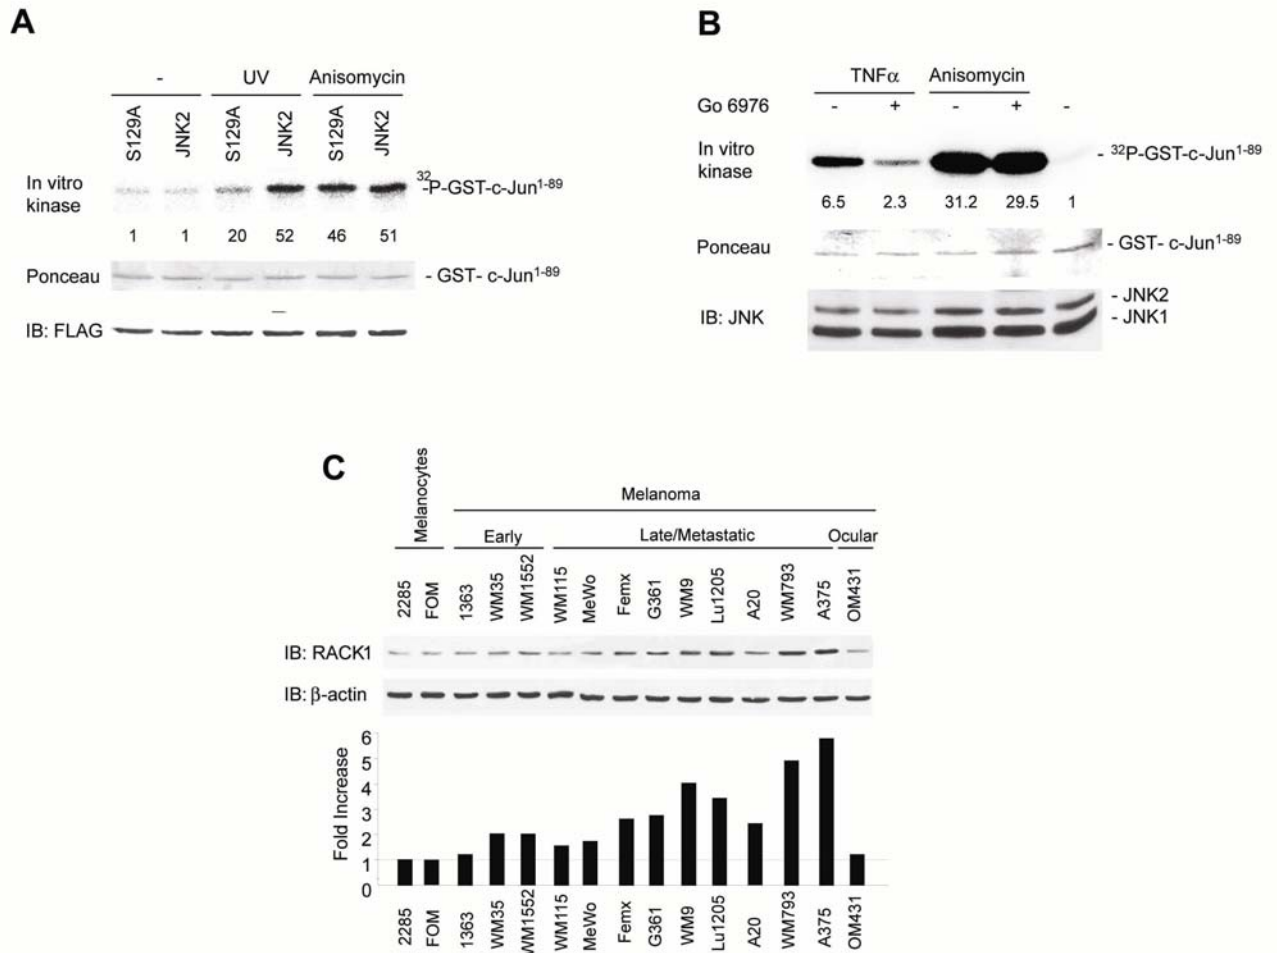 A
- UV Anisomycin
S129A JNK2 S129A JNK2 S129A JNK2
In vitro kinase
32-P-GST-c-Jun1-89
1 1 20 52 46 51
Ponceau - GST- c-Jun1-89
IB: FLAG
B
TNFα Anisomycin
Go 6976 - + - + -
In vitro kinase
- 32P-GST-c-Jun1-89
6.5 2.3 31.2 29.5 1
Ponceau - GST- c-Jun1-89
IB: JNK
- JNK2
- JNK1
C
Melanocytes
Melanoma
Early Late/Metastatic Ocular
2285 FOM 1363 WM35 WM1552 WM115 MeWo Femx G361 WM9 Lu1205 A20 WM793 A375 OM431
IB: RACK1
IB: β-actin
Fold Increase
6
5
4
3
2
1
0
2285 FOM 1363 WM35 WM1552 WM115 MeWo Femx G361 WM9 Lu1205 A20 WM793 A375 OM431